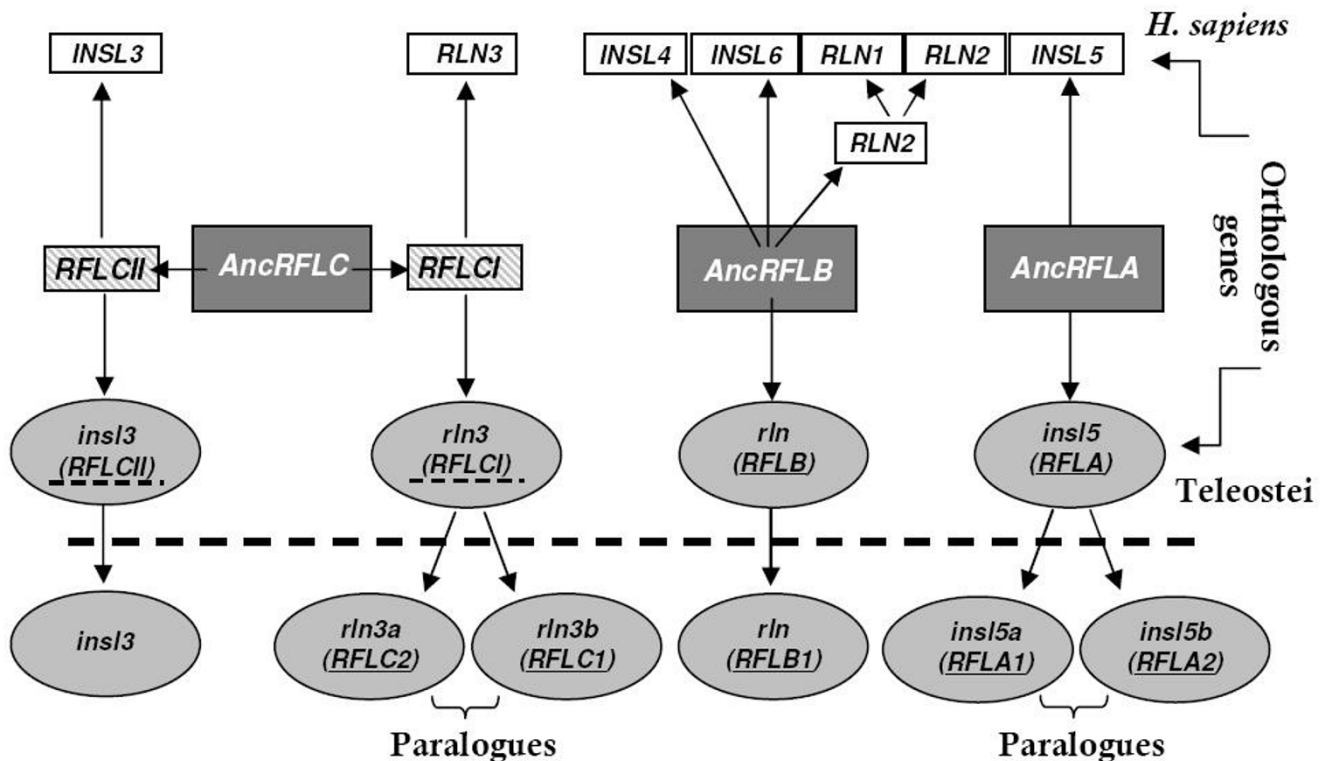 H. sapiens
INSL3
RLN3
INSL4
INSL6
RLN1
RLN2
INSL5
RLN2
RFLCII
AncRFLC
RFLCI
AncRFLB
AncRFLA
Orthologous
genes
insl3
(RFLCII)
rln3
(RFLCI)
rln
(RFLB)
insl5
(RFLA)
Teleostei
insl3
rln3a
(RFLC2)
rln3b
(RFLC1)
rln
(RFLB1)
insl5a
(RFLA1)
insl5b
(RFLA2)
Paralogues
Paralogues